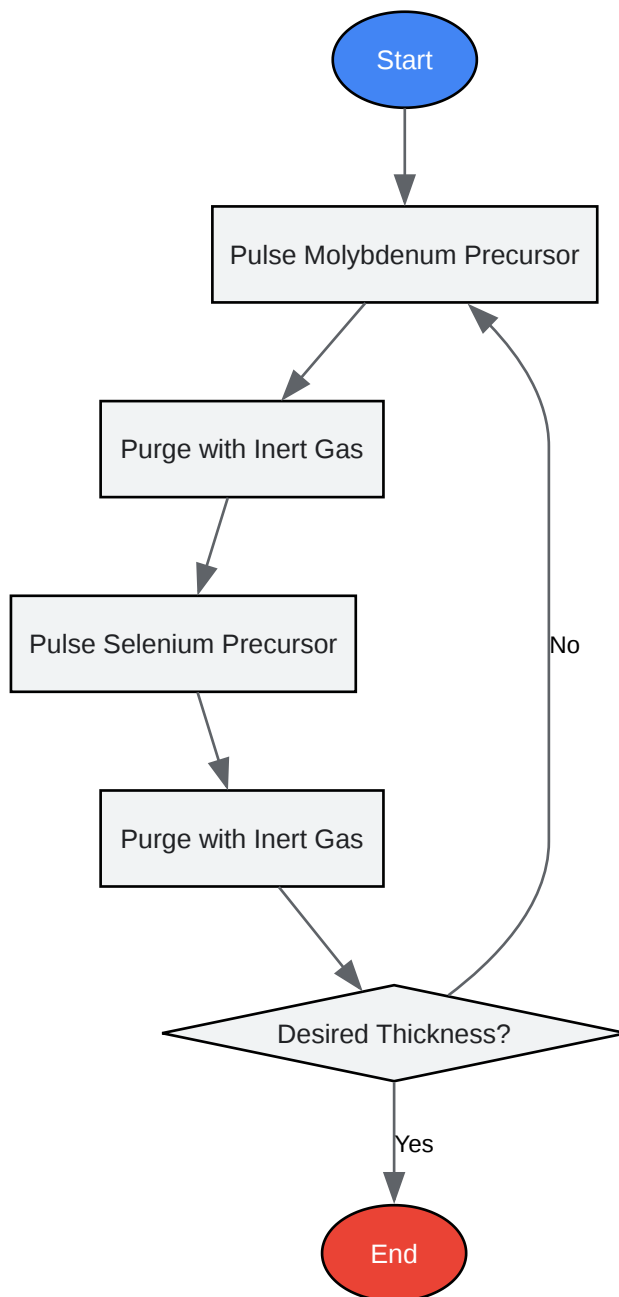 Start
Pulse Molybdenum Precursor
Purge with Inert Gas
Pulse Selenium Precursor
No
Purge with Inert Gas
Desired Thickness?
Yes
End